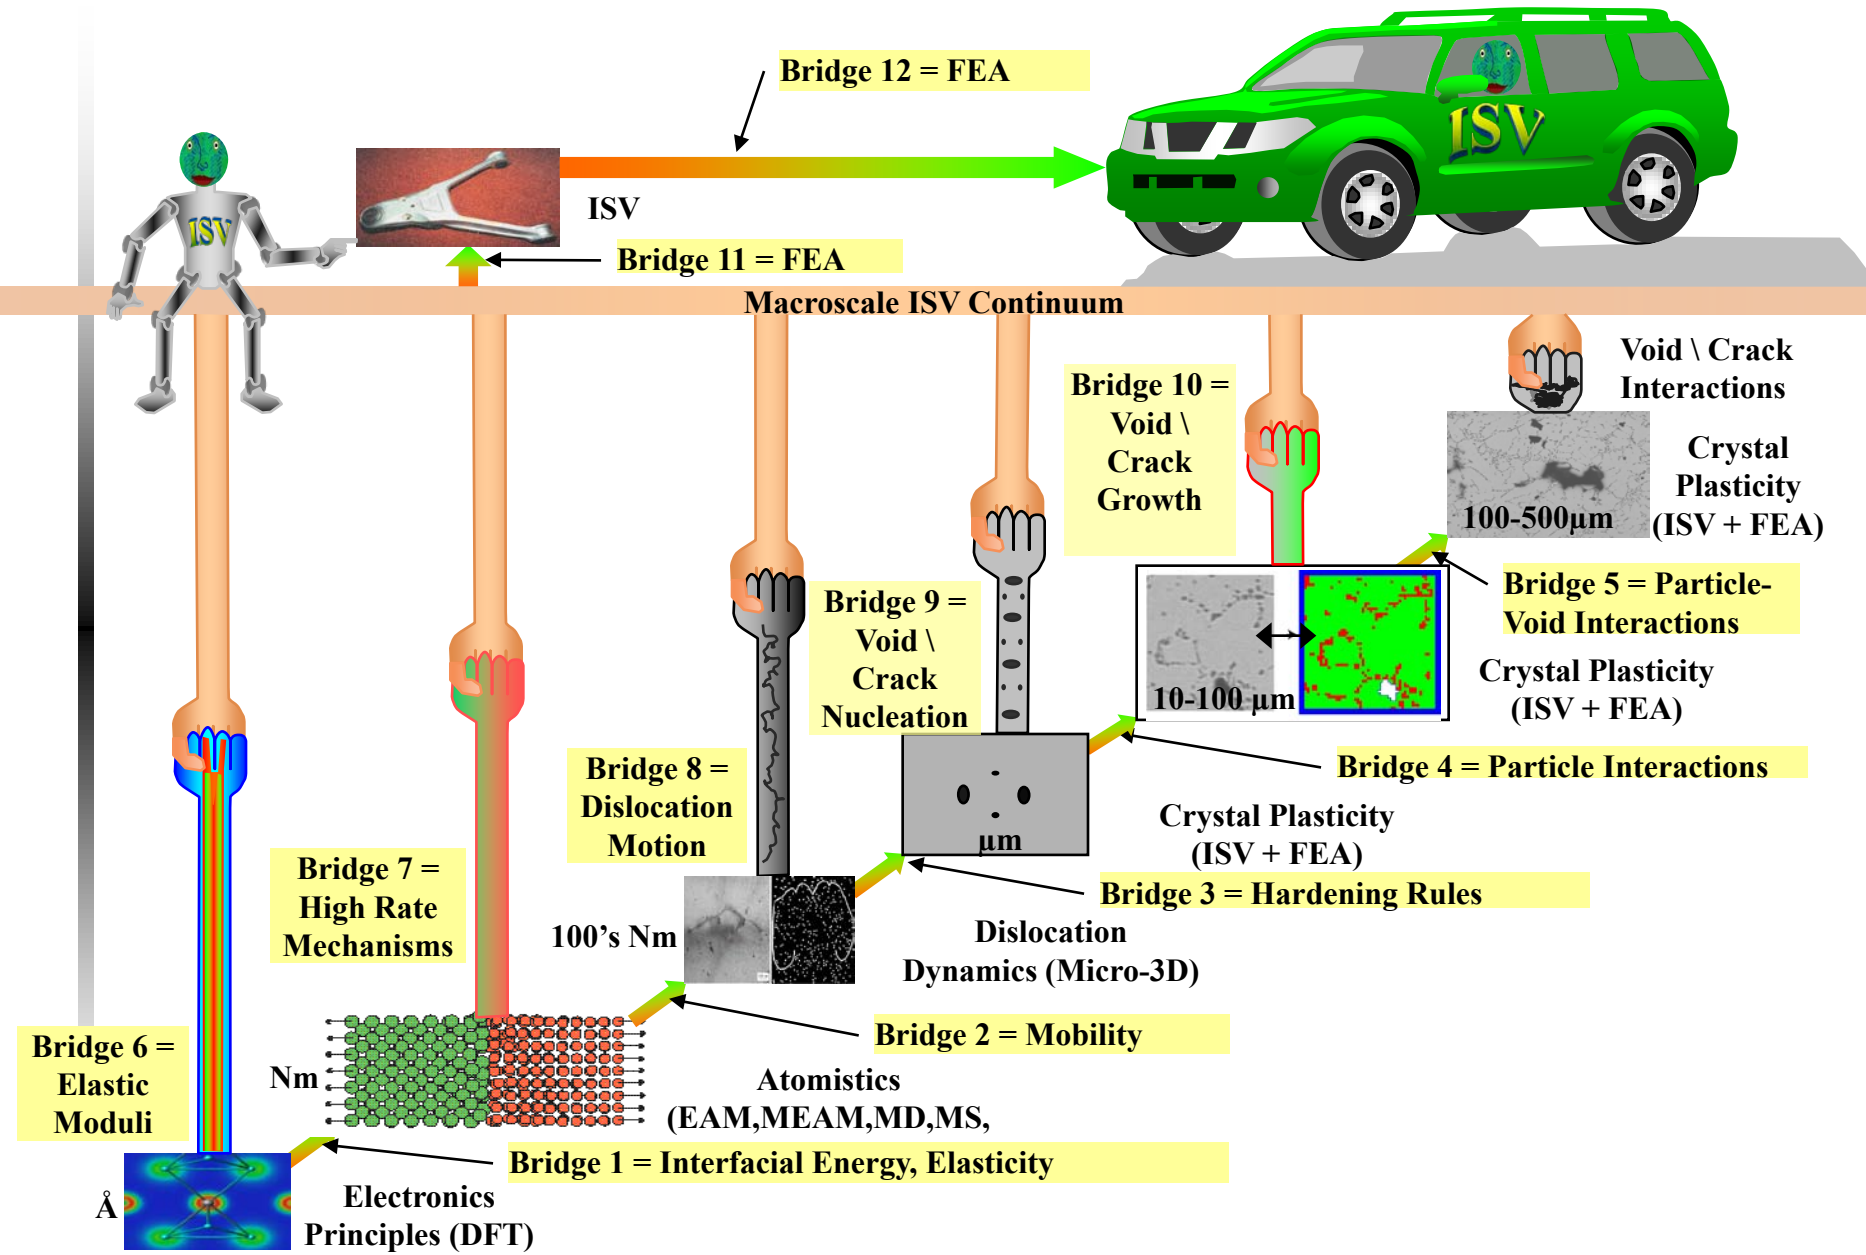 Bridge 12 = FEA
ISV
ISV
ISV
Bridge 11 = FEA
Macroscale ISV Continuum
Void \ Crack
Interactions
Bridge 10 =
Void \
Crack
Growth
Crystal
Plasticity
(ISV + FEA)
100-500µm
Bridge 5 = Particle-
Void Interactions
Bridge 9 =
Void \
Crack
Nucleation
10-100 µm
Crystal Plasticity
(ISV + FEA)
Bridge 4 = Particle Interactions
Bridge 8 =
Dislocation
Motion
µm
Crystal Plasticity
(ISV + FEA)
Bridge 3 = Hardening Rules
Bridge 7 =
High Rate
Mechanisms
100's Nm
Dislocation
Dynamics (Micro-3D)
Bridge 2 = Mobility
Bridge 6 =
Elastic
Moduli
Nm
Atomistics
(EAM,MEAM,MD,MS,
Bridge 1 = Interfacial Energy, Elasticity
Å
Electronics
Principles (DFT)